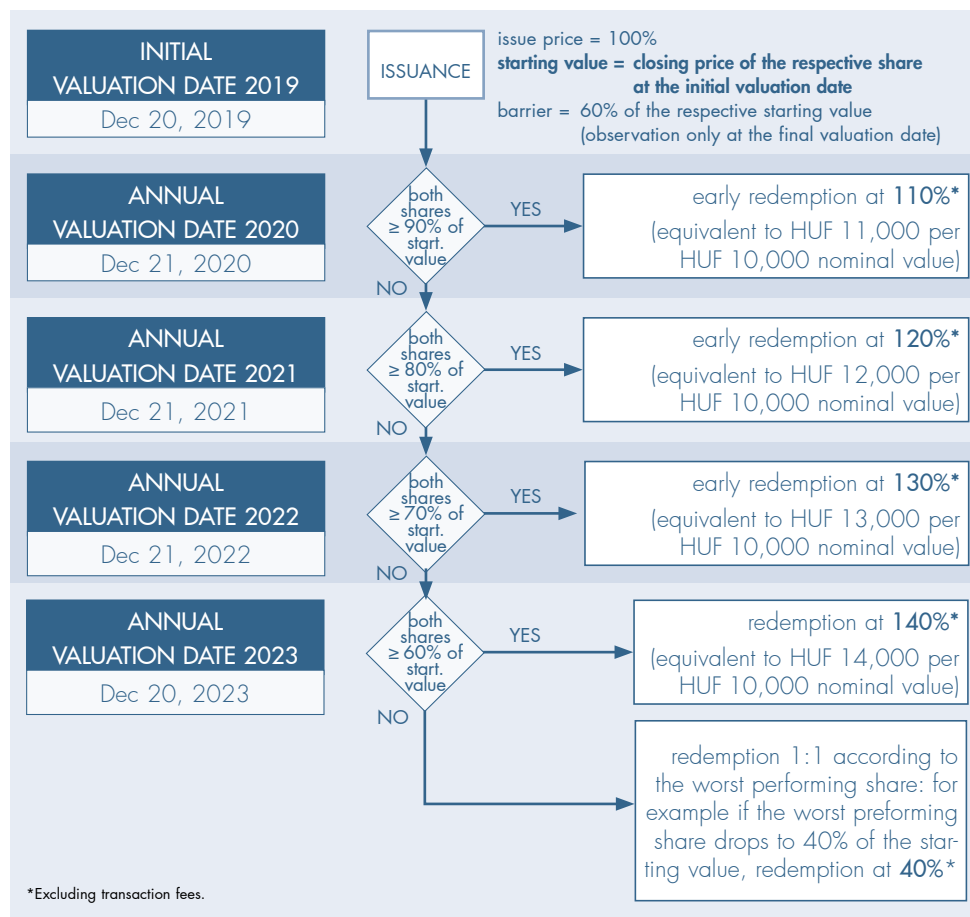 INITIAL
VALUATION DATE 2019
Dec 20, 2019
ISSUANCE
issue price = 100%
starting value = closing price of the respective share
at the initial valuation date
barrier = 60% of the respective starting value
(observation only at the final valuation date)
ANNUAL
VALUATION DATE 2020
Dec 21, 2020
both
shares
≥ 90% of
start.
value
YES
NO
early redemption at 110%*
(equivalent to HUF 11,000 per
HUF 10,000 nominal value)
ANNUAL
VALUATION DATE 2021
Dec 21, 2021
both
shares
≥ 80% of
start.
value
YES
NO
early redemption at 120%*
(equivalent to HUF 12,000 per
HUF 10,000 nominal value)
ANNUAL
VALUATION DATE 2022
Dec 21, 2022
both
shares
≥ 70% of
start.
value
YES
NO
early redemption at 130%*
(equivalent to HUF 13,000 per
HUF 10,000 nominal value)
ANNUAL
VALUATION DATE 2023
Dec 20, 2023
both
shares
≥ 60% of
start.
value
YES
NO
redemption at 140%*
(equivalent to HUF 14,000 per
HUF 10,000 nominal value)
redemption 1:1 according to
the worst performing share: for
example if the worst preforming
share drops to 40% of the star-
ting value, redemption at 40%*
*Excluding transaction fees.